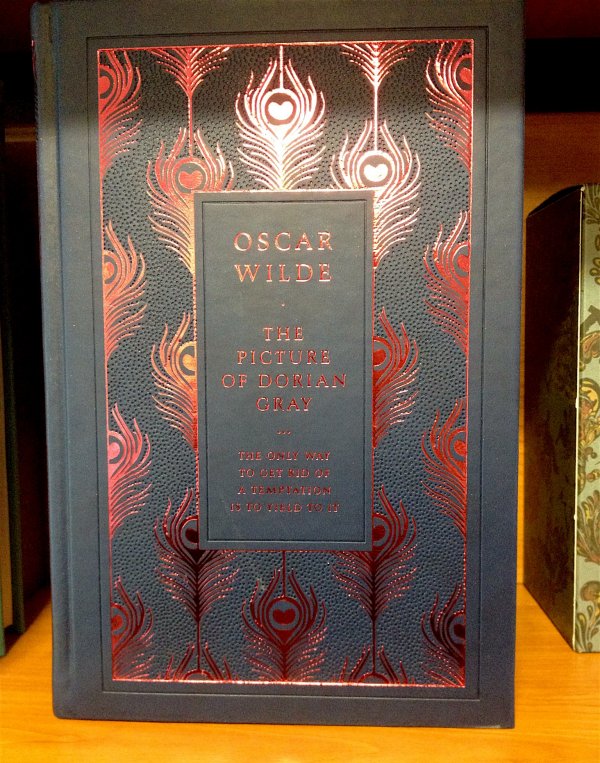 OSCAR
WILDE
.
THE
PICTURE
OF DORIAN
GRAY
...
THE ONLY WAY
TO GET RID OF
A TEMPTATION
IS TO YIELD TO IT